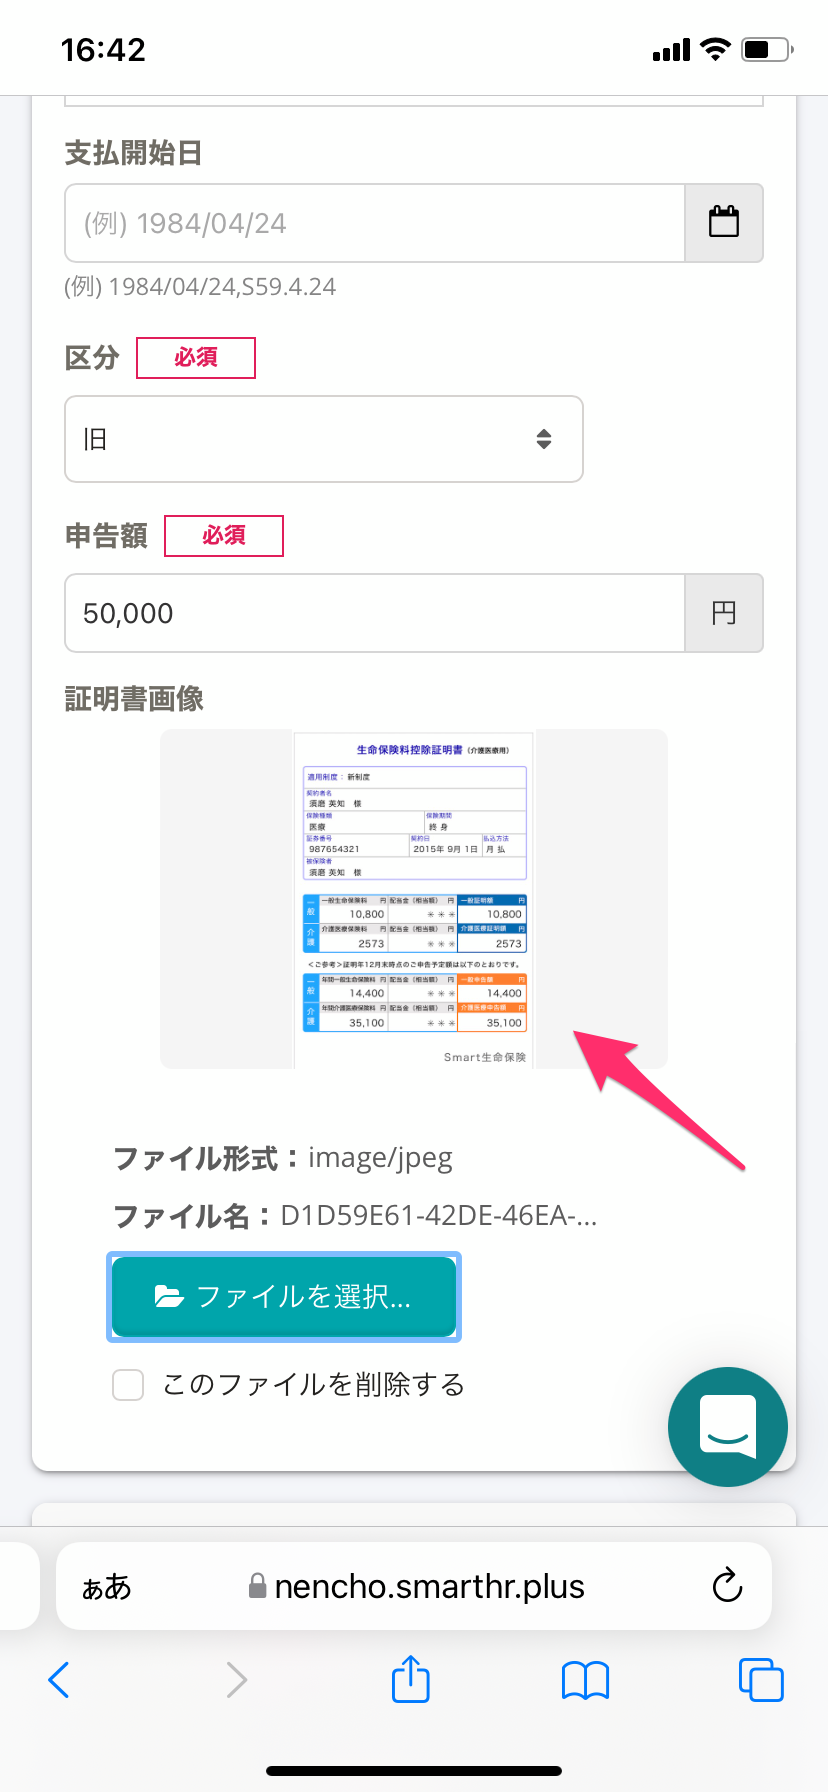 16:42
支払開始日
(例) 1984/04/24
(例) 1984/04/24,S59.4.24
区分 必須
旧
申告額 必須
50,000 円
証明書画像
生命保険料控除証明書 (介護医療用)
適用制度： 新制度
契約者名
須磨 英知 様
保険種類 保険期間
医療 終 身
証券番号 契約日 払込方法
987654321 2015年 9月 1日 月 払
被保険者
須磨 英知 様
一般 一般生命保険料 円 配当金（相当額） 円 一般証明額 円
10,800 ＊＊＊ 10,800
介護 介護医療保険料 円 配当金（相当額） 円 介護医療証明額 円
2573 ＊＊＊ 2573
＜ご参考＞証明年12月末時点のご申告予定額は以下のとおりです。
一般 年間一般生命保険料 円 配当金（相当額） 円 一般申告額 円
14,400 ＊＊＊ 14,400
介護 年間介護医療保険料 円 配当金（相当額） 円 介護医療申告額 円
35,100 ＊＊＊ 35,100
Smart生命保険
ファイル形式：image/jpeg
ファイル名：D1D59E61-42DE-46EA-...
ファイルを選択...
このファイルを削除する
ぁあ nencho.smarthr.plus